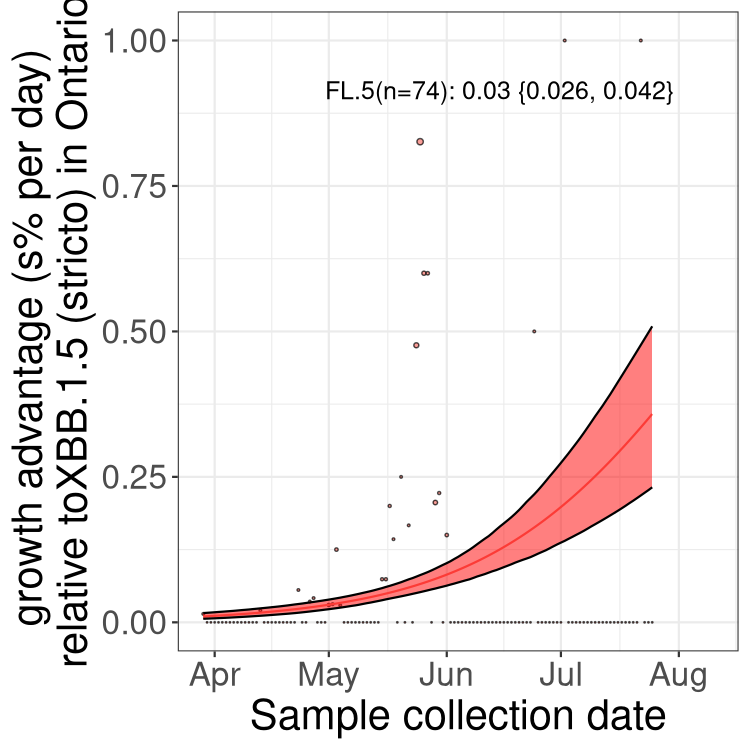 growth advantage (s% per day)
relative toXBB.1.5 (stricto) in Ontario
1.00
0.75
0.50
0.25
0.00
FL.5(n=74): 0.03 {0.026, 0.042}
Apr
May
Jun
Jul
Aug
Sample collection date